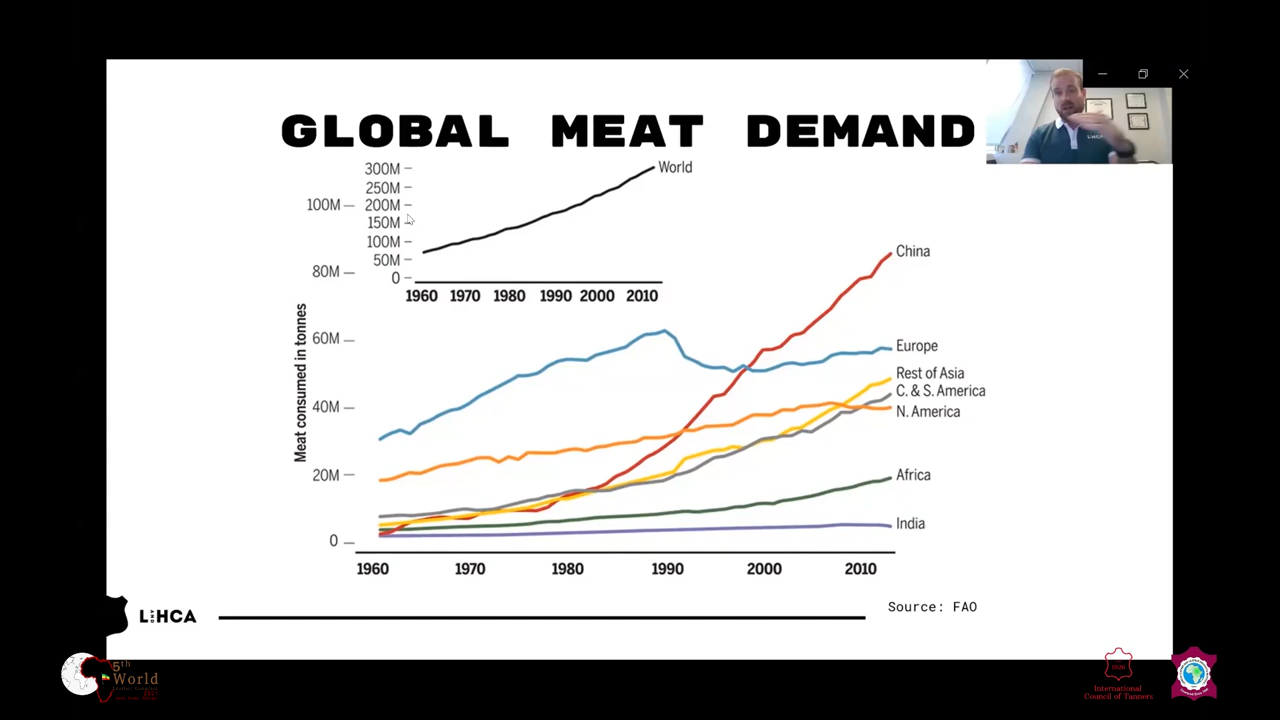 GLOBAL MEAT DEMAND
300M
250M
200M
150M
100M
50M
0
World
1960 1970 1980 1990 2000 2010
100M
80M
60M
40M
20M
0
Meat consumed in tonnes
China
Europe
Rest of Asia
C. & S. America
N. America
Africa
India
1960 1970 1980 1990 2000 2010
Source: FAO
L&HCA
5th
World
International
Council of Tanners